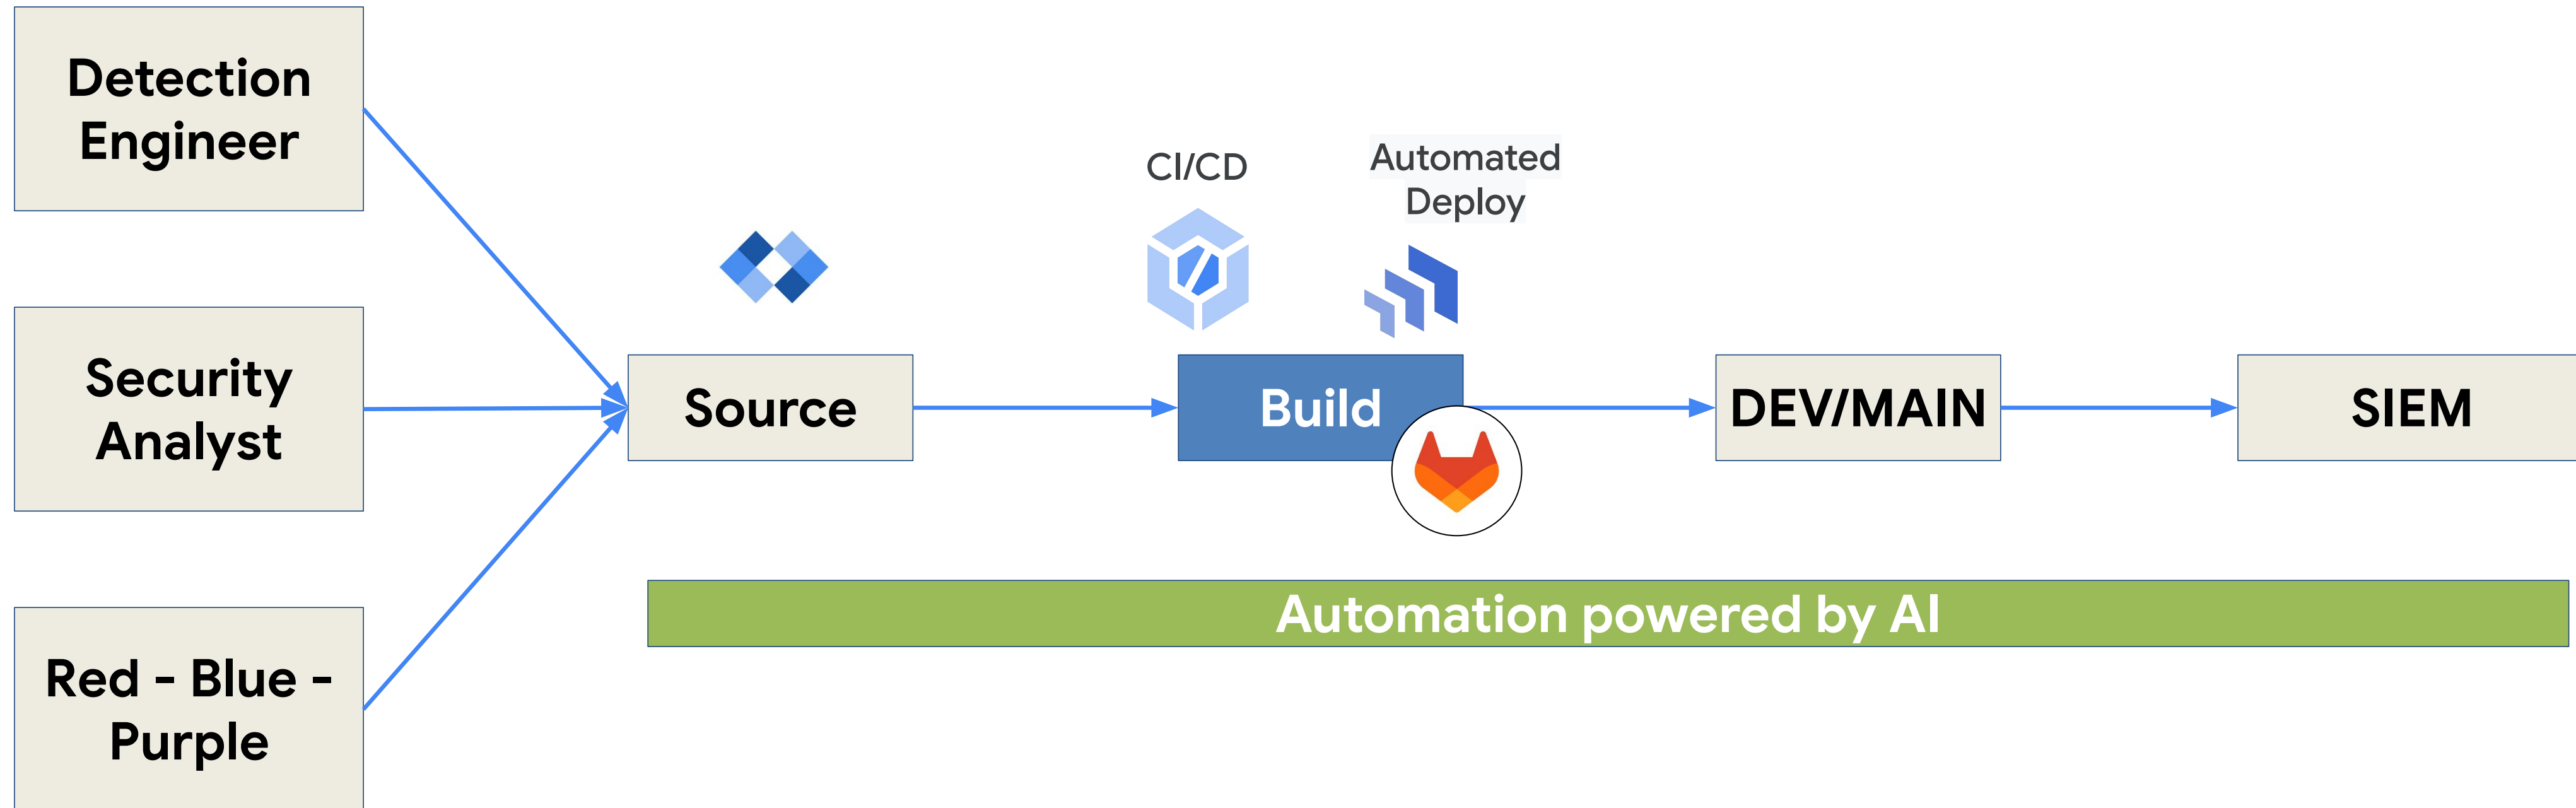 Detection
Engineer
Security
Analyst
Red - Blue -
Purple
Source
CI/CD
Automated
Deploy
Build
DEV/MAIN
SIEM
Automation powered by AI